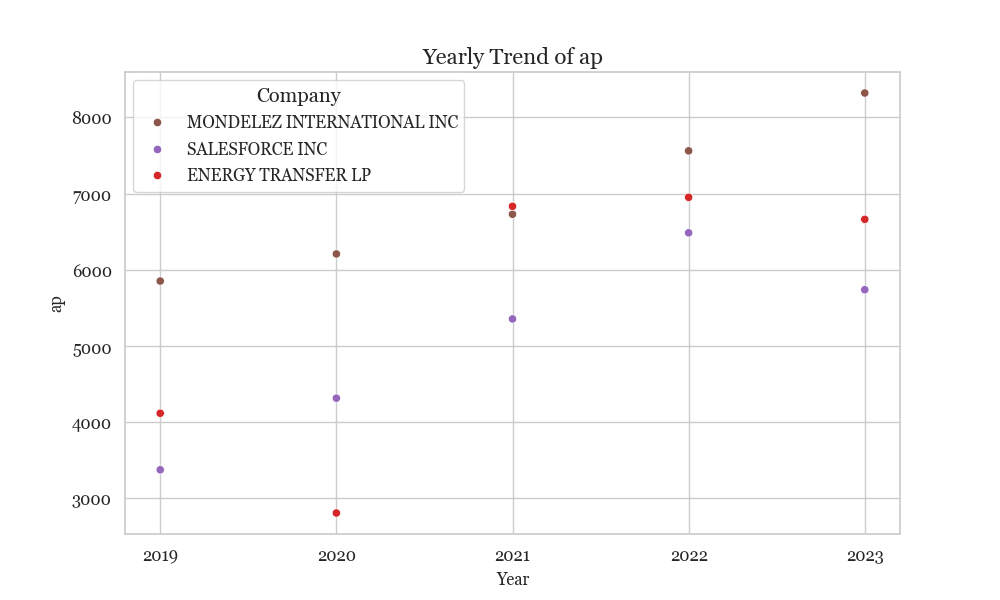 Yearly Trend of ap
Company
MONDELEZ INTERNATIONAL INC
SALESFORCE INC
ENERGY TRANSFER LP
8000
7000
6000
5000
4000
3000
ap
2019 2020 2021 2022 2023
Year